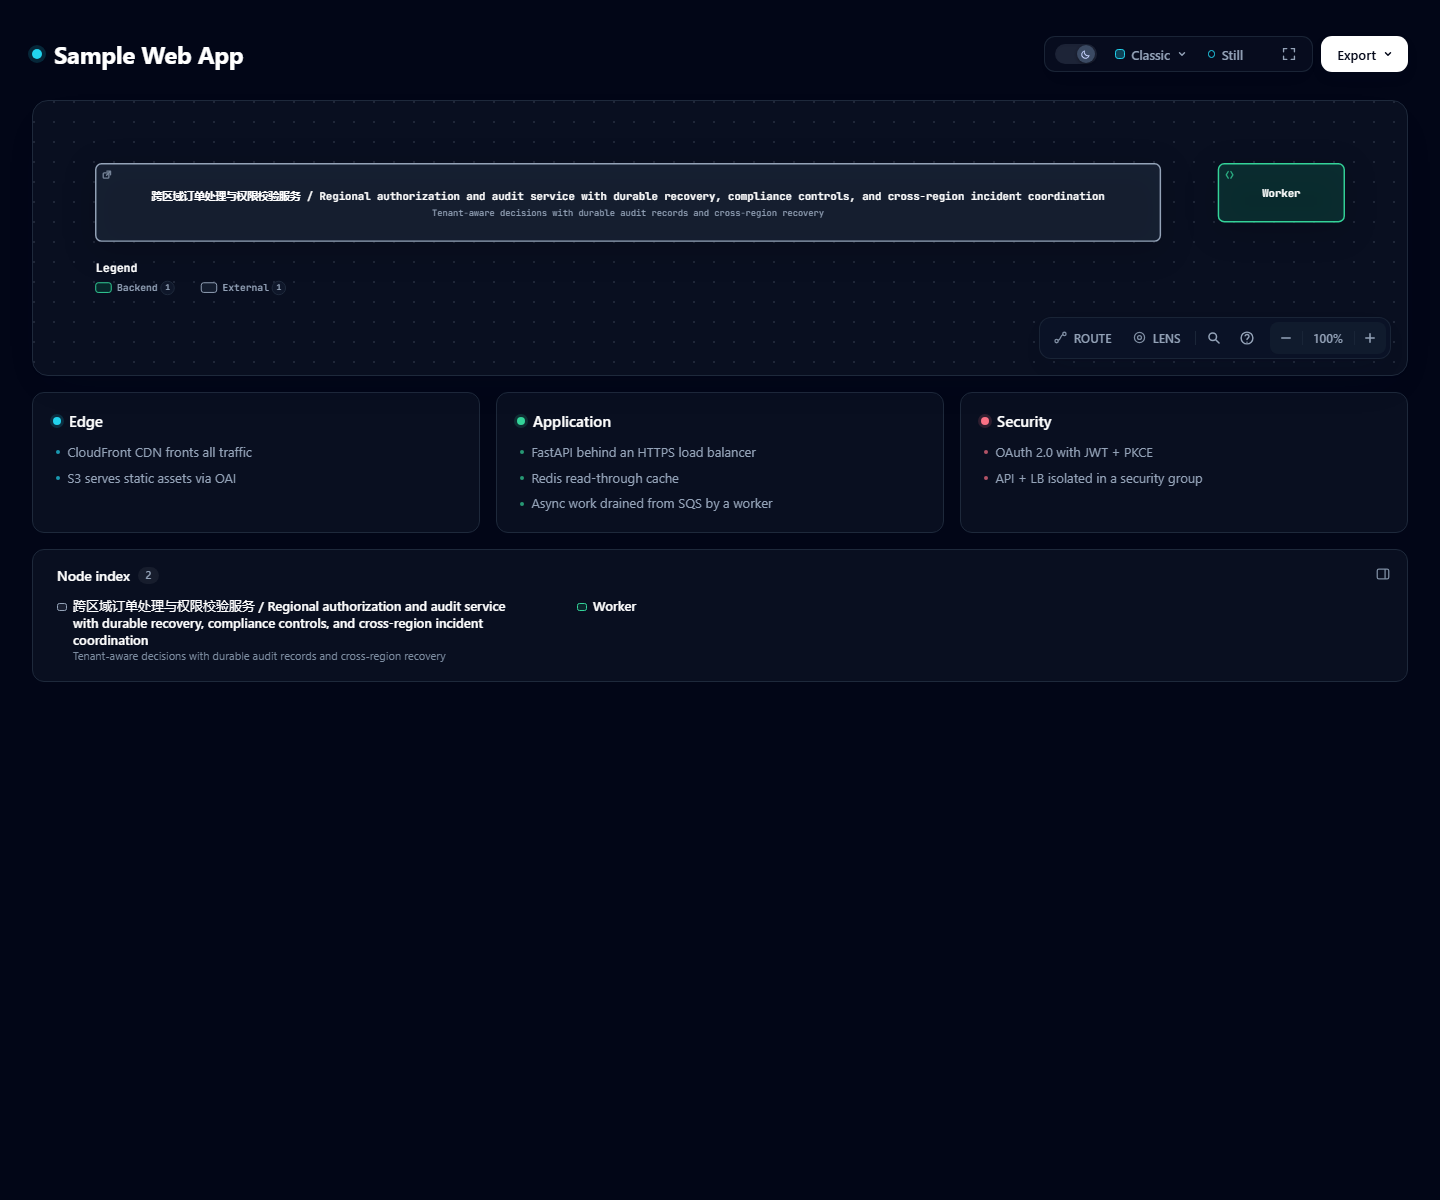 Sample Web App
Classic
Still
Export
跨区域订单处理与权限校验服务 / Regional authorization and audit service with durable recovery, compliance controls, and cross-region incident coordination
Tenant-aware decisions with durable audit records and cross-region recovery
Worker
Legend
Backend 1
External 1
ROUTE
LENS
100%
Edge
CloudFront CDN fronts all traffic
S3 serves static assets via OAI
Application
FastAPI behind an HTTPS load balancer
Redis read-through cache
Async work drained from SQS by a worker
Security
OAuth 2.0 with JWT + PKCE
API + LB isolated in a security group
Node index 2
跨区域订单处理与权限校验服务 / Regional authorization and audit service
with durable recovery, compliance controls, and cross-region incident
coordination
Tenant-aware decisions with durable audit records and cross-region recovery
Worker